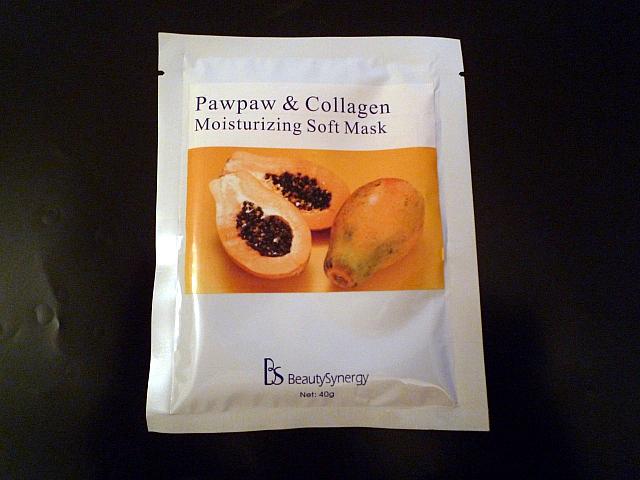 Pawpaw & Collagen
Moisturizing Soft Mask
BS BeautySynergy
Net: 40g